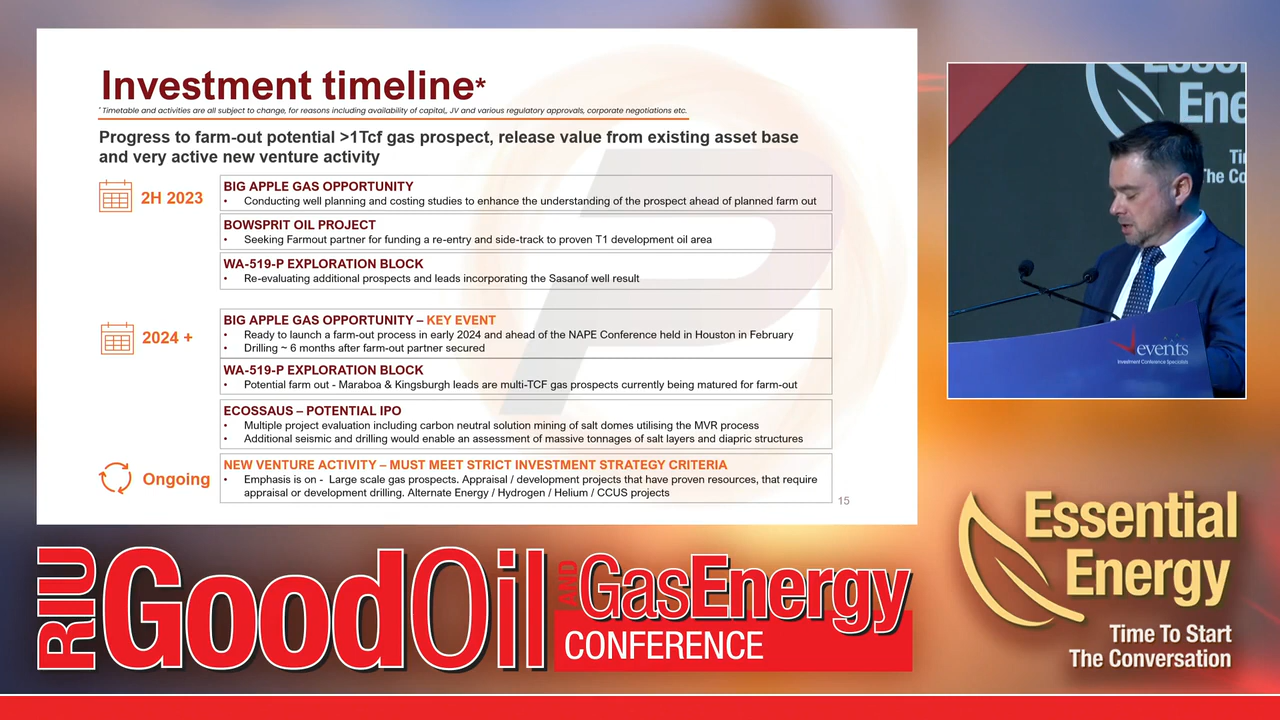 Investment timeline*
* Timetable and activities are all subject to change, for reasons including availability of capital,, JV and various regulatory approvals, corporate negotiations etc.
Progress to farm-out potential >1Tcf gas prospect, release value from existing asset base
and very active new venture activity
2H 2023
BIG APPLE GAS OPPORTUNITY
• Conducting well planning and costing studies to enhance the understanding of the prospect ahead of planned farm out
BOWSPRIT OIL PROJECT
• Seeking Farmout partner for funding a re-entry and side-track to proven T1 development oil area
WA-519-P EXPLORATION BLOCK
• Re-evaluating additional prospects and leads incorporating the Sasanof well result
2024 +
BIG APPLE GAS OPPORTUNITY – KEY EVENT
• Ready to launch a farm-out process in early 2024 and ahead of the NAPE Conference held in Houston in February
• Drilling ~ 6 months after farm-out partner secured
WA-519-P EXPLORATION BLOCK
• Potential farm out - Maraboa & Kingsburgh leads are multi-TCF gas prospects currently being matured for farm-out
ECOSSAUS – POTENTIAL IPO
• Multiple project evaluation including carbon neutral solution mining of salt domes utilising the MVR process
• Additional seismic and drilling would enable an assessment of massive tonnages of salt layers and diapric structures
Ongoing
NEW VENTURE ACTIVITY – MUST MEET STRICT INVESTMENT STRATEGY CRITERIA
• Emphasis is on - Large scale gas prospects. Appraisal / development projects that have proven resources, that require
appraisal or development drilling. Alternate Energy / Hydrogen / Helium / CCUS projects
15
Ene
Ti
The Co
events
Investment Conference Specialists
RIU GoodOil AND GasEnergy
CONFERENCE
Essential
Energy
Time To Start
The Conversation